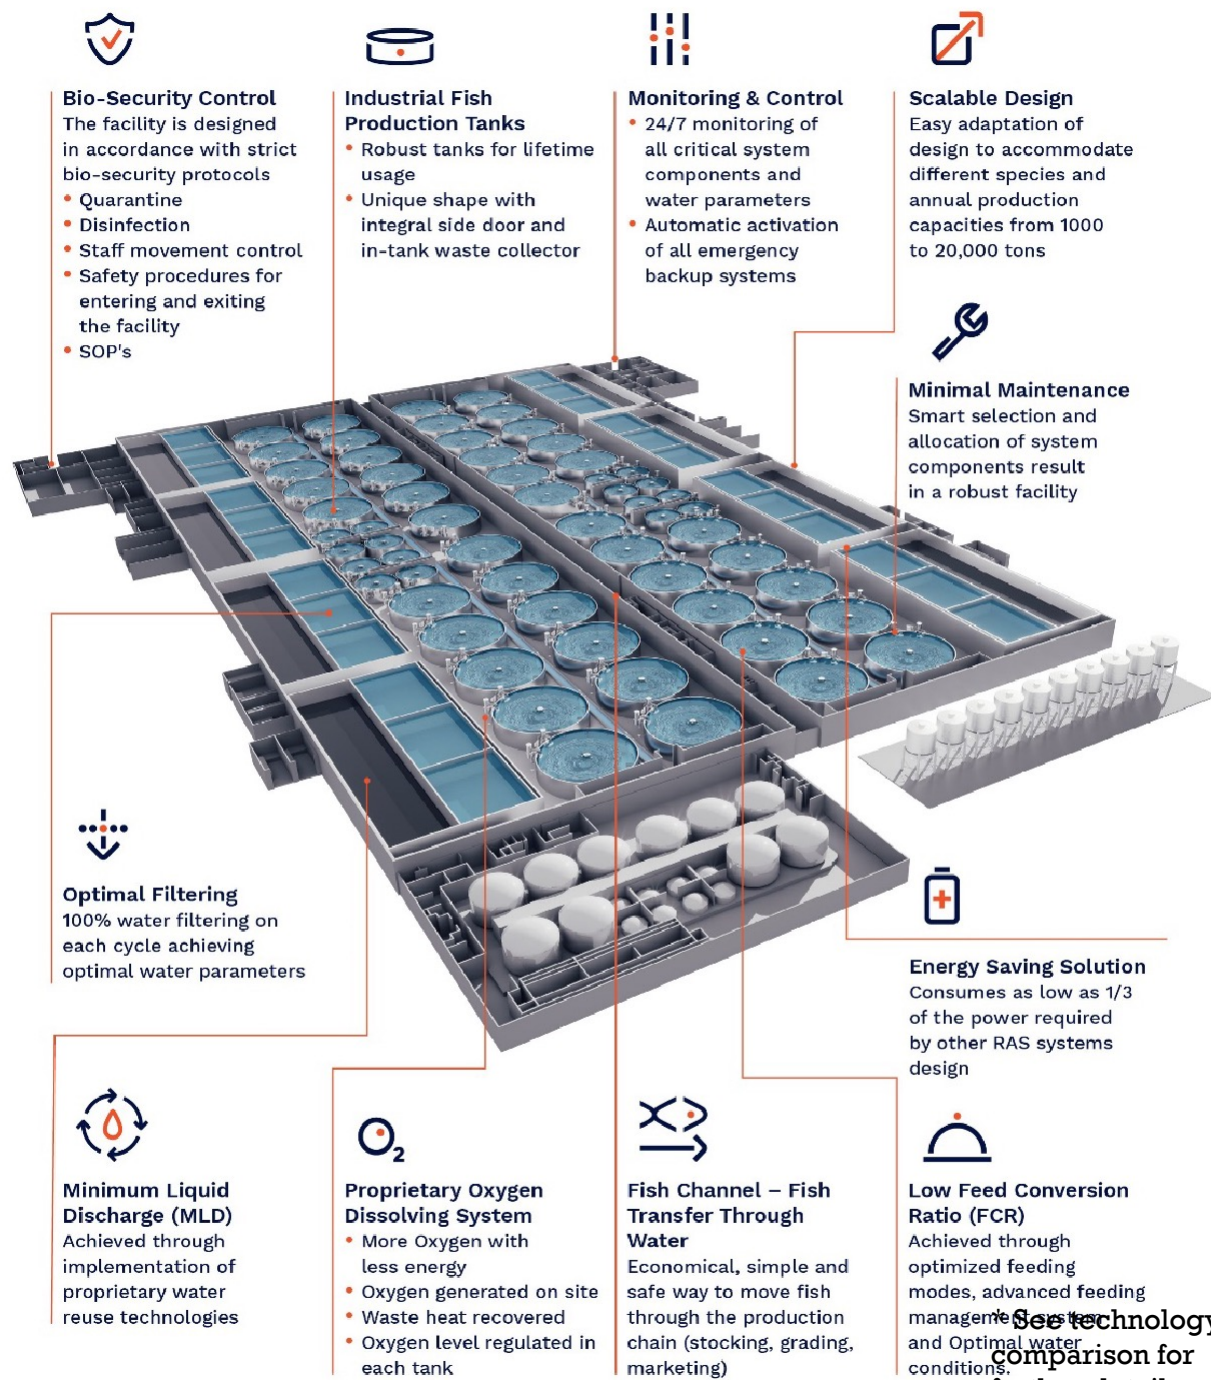 Bio-Security Control
The facility is designed
in accordance with strict
bio-security protocols
• Quarantine
• Disinfection
• Staff movement control
• Safety procedures for
entering and exiting
the facility
• SOP's
Industrial Fish
Production Tanks
• Robust tanks for lifetime
usage
• Unique shape with
integral side door and
in-tank waste collector
Monitoring & Control
• 24/7 monitoring of
all critical system
components and
water parameters
• Automatic activation
of all emergency
backup systems
Scalable Design
Easy adaptation of
design to accommodate
different species and
annual production
capacities from 1000
to 20,000 tons
Minimal Maintenance
Smart selection and
allocation of system
components result
in a robust facility
Optimal Filtering
100% water filtering on
each cycle achieving
optimal water parameters
Energy Saving Solution
Consumes as low as 1/3
of the power required
by other RAS systems
design
Minimum Liquid
Discharge (MLD)
Achieved through
implementation of
proprietary water
reuse technologies
O2
Proprietary Oxygen
Dissolving System
• More Oxygen with
less energy
• Oxygen generated on site
• Waste heat recovered
• Oxygen level regulated in
each tank
Fish Channel – Fish
Transfer Through
Water
Economical, simple and
safe way to move fish
through the production
chain (stocking, grading,
marketing)
Low Feed Conversion
Ratio (FCR)
Achieved through
optimized feeding
modes, advanced feeding
management system
and Optimal water
conditions.
* See technology
comparison for